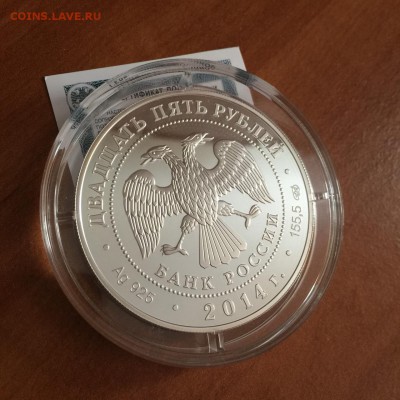 COINS.LAVE.RU
ДВАДЦАТЬ ПЯТЬ РУБЛЕЙ
БАНК РОССИИ
Ag 925 • 2014 г. • 155,5